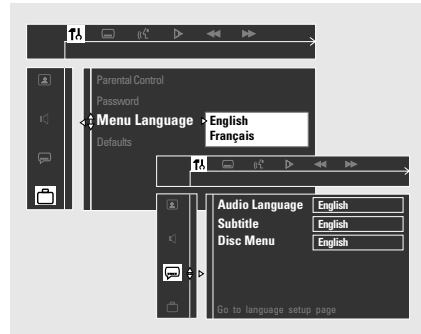 Parental Control
Password
Menu Language
English
Français
Defaults
Audio Language English
Subtitle English
Disc Menu English
Go to language setup page